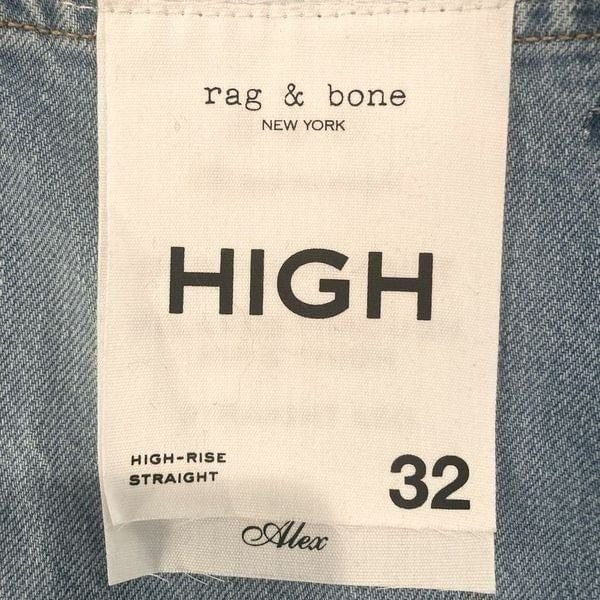 rag & bone
NEW YORK
HIGH
HIGH-RISE
STRAIGHT
32
Alex